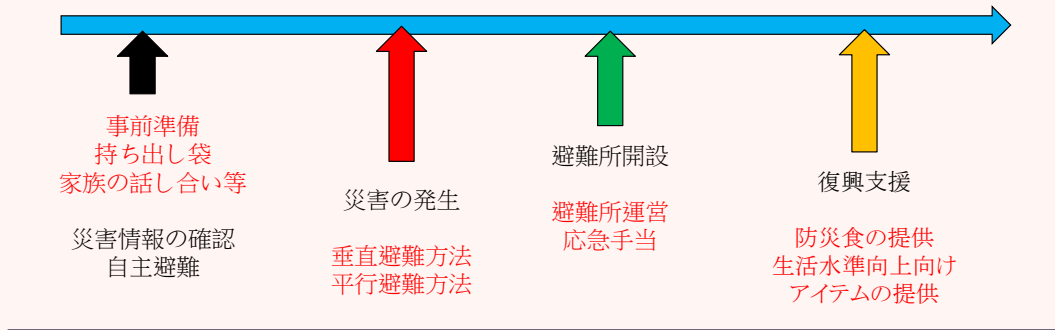 事前準備
持ち出し袋
家族の話し合い等
災害情報の確認
自主避難
災害の発生
垂直避難方法
平行避難方法
避難所開設
避難所運営
応急手当
復興支援
防災食の提供
生活水準向上向け
アイテムの提供